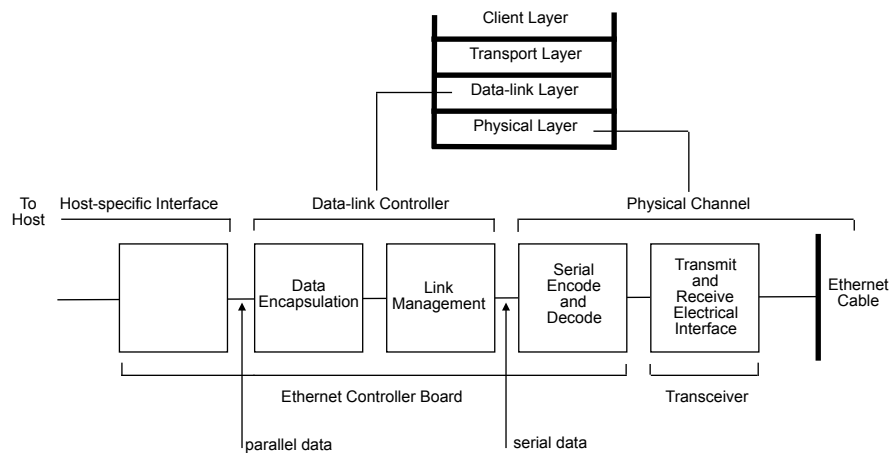 Client Layer
Transport Layer
Data-link Layer
Physical Layer
To
Host
Host-specific Interface
Data-link Controller
Physical Channel
Data
Encapsulation
Link
Management
Serial
Encode
and
Decode
Transmit
and
Receive
Electrical
Interface
Ethernet
Cable
Ethernet Controller Board
Transceiver
parallel data
serial data